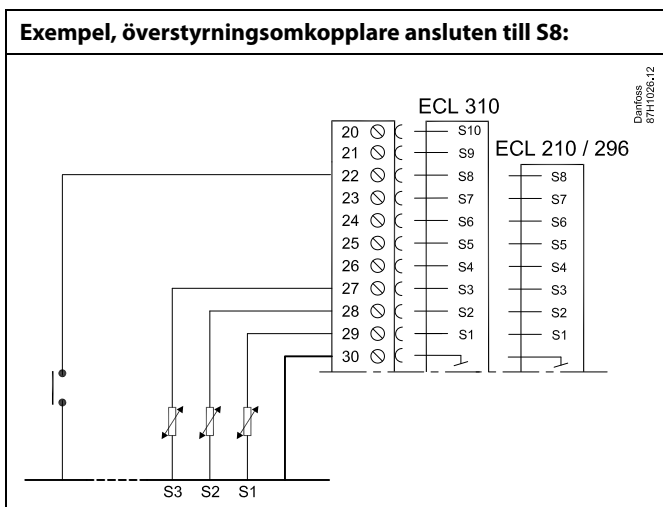 Exempel, överstyrningsomkopplare ansluten till S8:
Danfoss
87H1026.12
ECL 310
ECL 210 / 296
20 S10
21 S9
22 S8 S8
23 S7 S7
24 S6 S6
25 S5 S5
26 S4 S4
27 S3 S3
28 S2 S2
29 S1 S1
30
S3 S2 S1